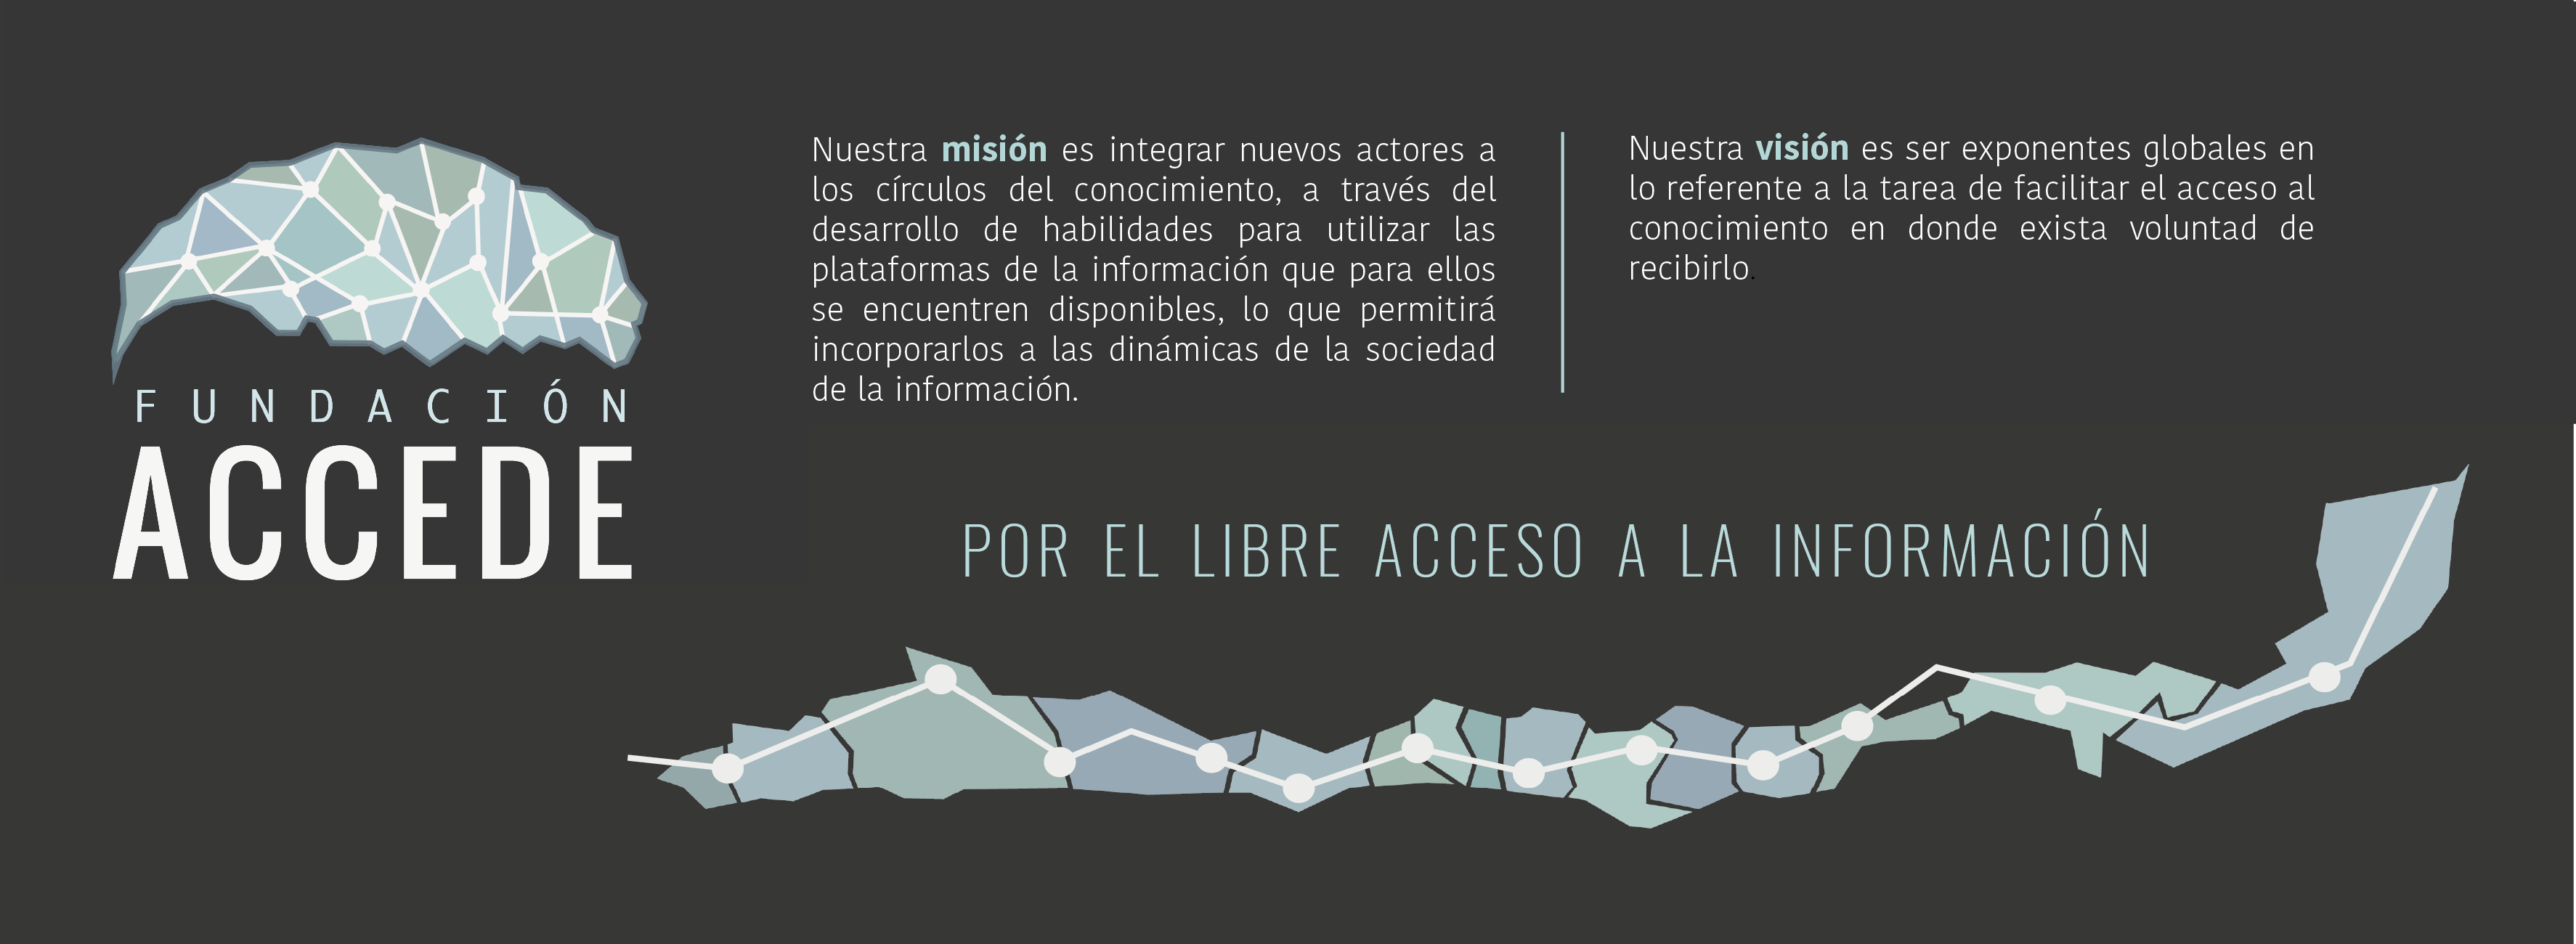 FUNDACIÓN
ACCEDE
Nuestra misión es integrar nuevos actores a
los círculos del conocimiento, a través del
desarrollo de habilidades para utilizar las
plataformas de la información que para ellos
se encuentren disponibles, lo que permitirá
incorporarlos a las dinámicas de la sociedad
de la información.
Nuestra visión es ser exponentes globales en
lo referente a la tarea de facilitar el acceso al
conocimiento en donde exista voluntad de
recibirlo.
POR EL LIBRE ACCESO A LA INFORMACIÓN